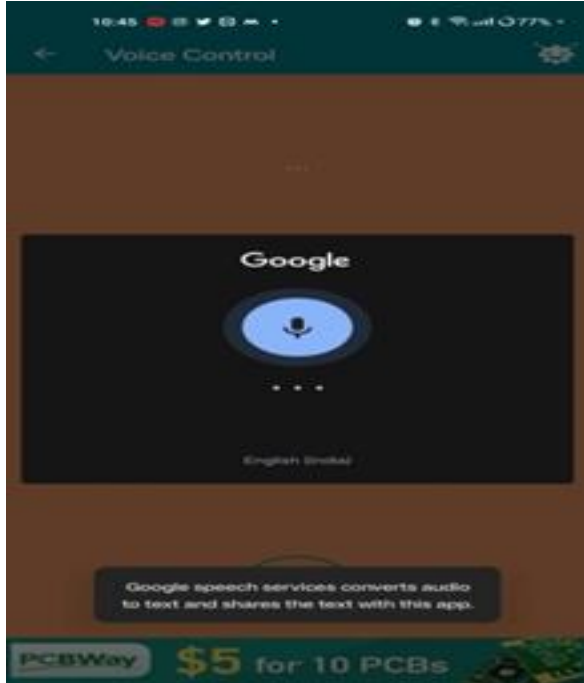 10:45
77%
Voice Control
...
Google
English (India)
Google speech services converts audio
to text and shares the text with this app.
PCBWay $5 for 10 PCBs